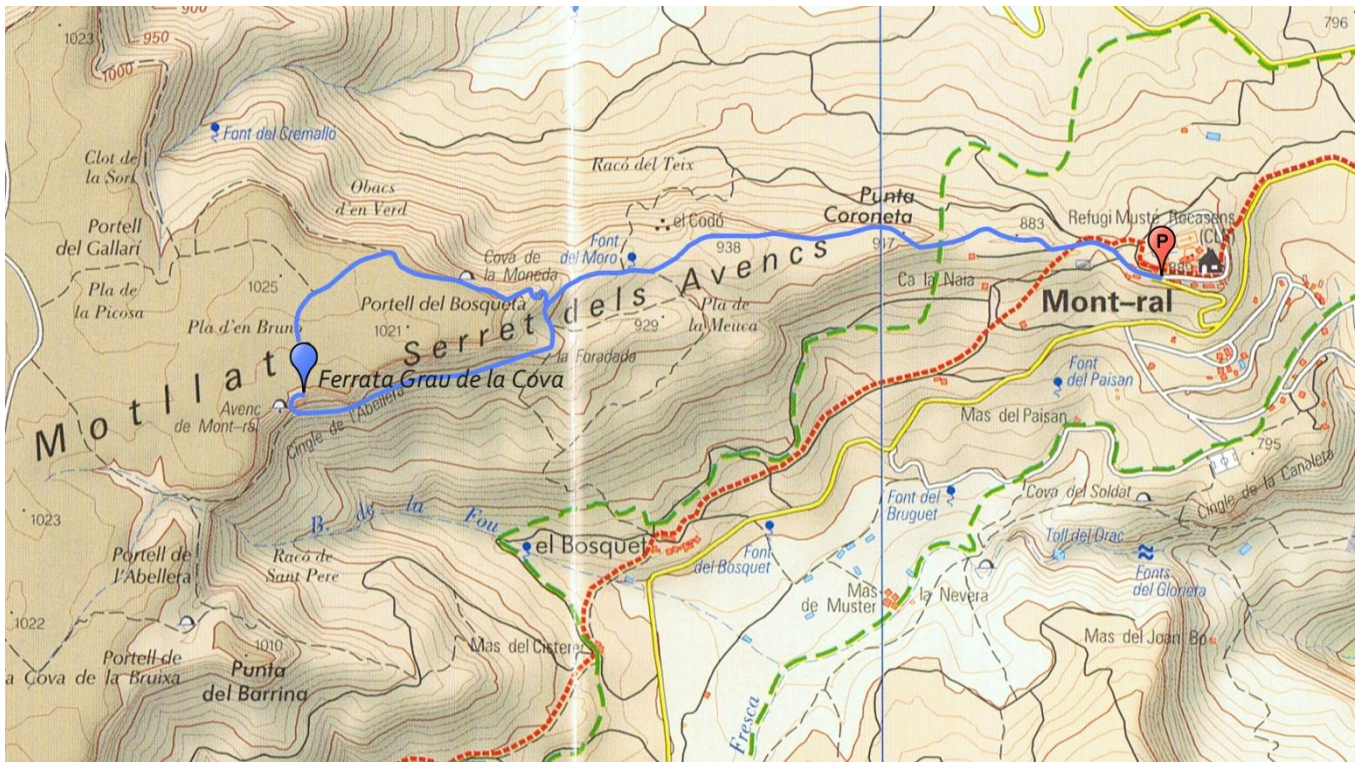 900
1023
950
1000
796
Font del Cremallo
Clot de
la Sort
Obacs
d'en Verd
Racó del Teix
Punta
Coroneta
883
Refugi Musté Recasens
Portell
del Gallarí
el Codó
Font
del Moro
938
917
P
Cova de
la Moneda
1025
Ca la Naia
Pla de
la Picosa
Portell del Bosquetà
Mont-ral
Pla d'en Bruno
1021
929
Pla de
la Meuca
Serret dels Avencs
la Foradada
Motllats
Ferrata Grau de la Cova
Font
del Paisan
Avenc
de Mont-ral
Cingle de l'Abellera
Mas del Paisan
795
Cingle de la Canaleta
Cova del Soldat
Font del
Bruguet
1023
B. de la Fou
Toll del Drac
el Bosquet
Font
del Bosquet
Portell de
l'Abellera
Racó de
Sant Pere
Fonts
del Glorieta
Mas
de Muster
la Nevera
1022
1010
Mas del Cisterer
Mas del Joan Bo
Portell de
a Cova de la Bruixa
Punta
del Barrina
Fresca